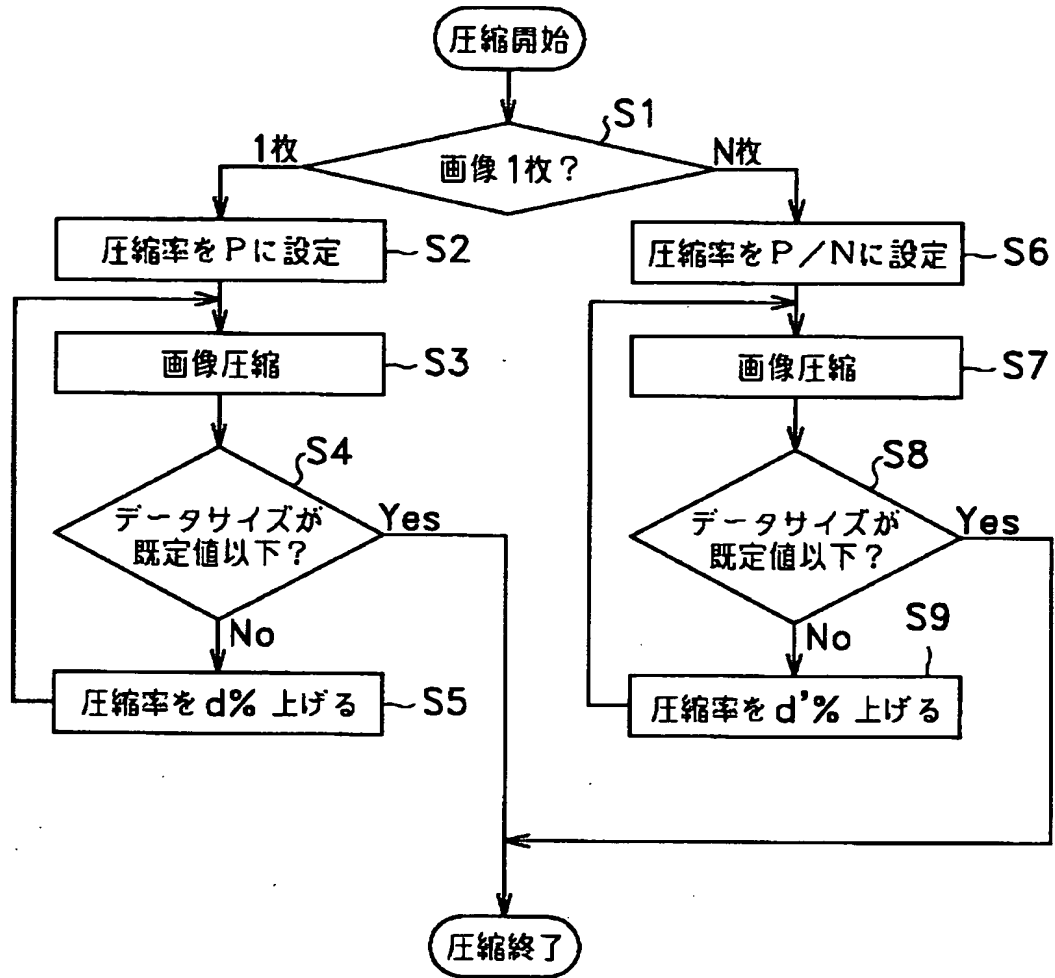 圧縮開始
S1
1枚
画像1枚?
N枚
圧縮率をPに設定
S2
圧縮率をP/Nに設定
S6
画像圧縮
S3
画像圧縮
S7
S4
データサイズが
既定値以下?
Yes
No
S8
データサイズが
既定値以下?
Yes
No
圧縮率をd% 上げる
S5
S9
圧縮率をd'% 上げる
圧縮終了